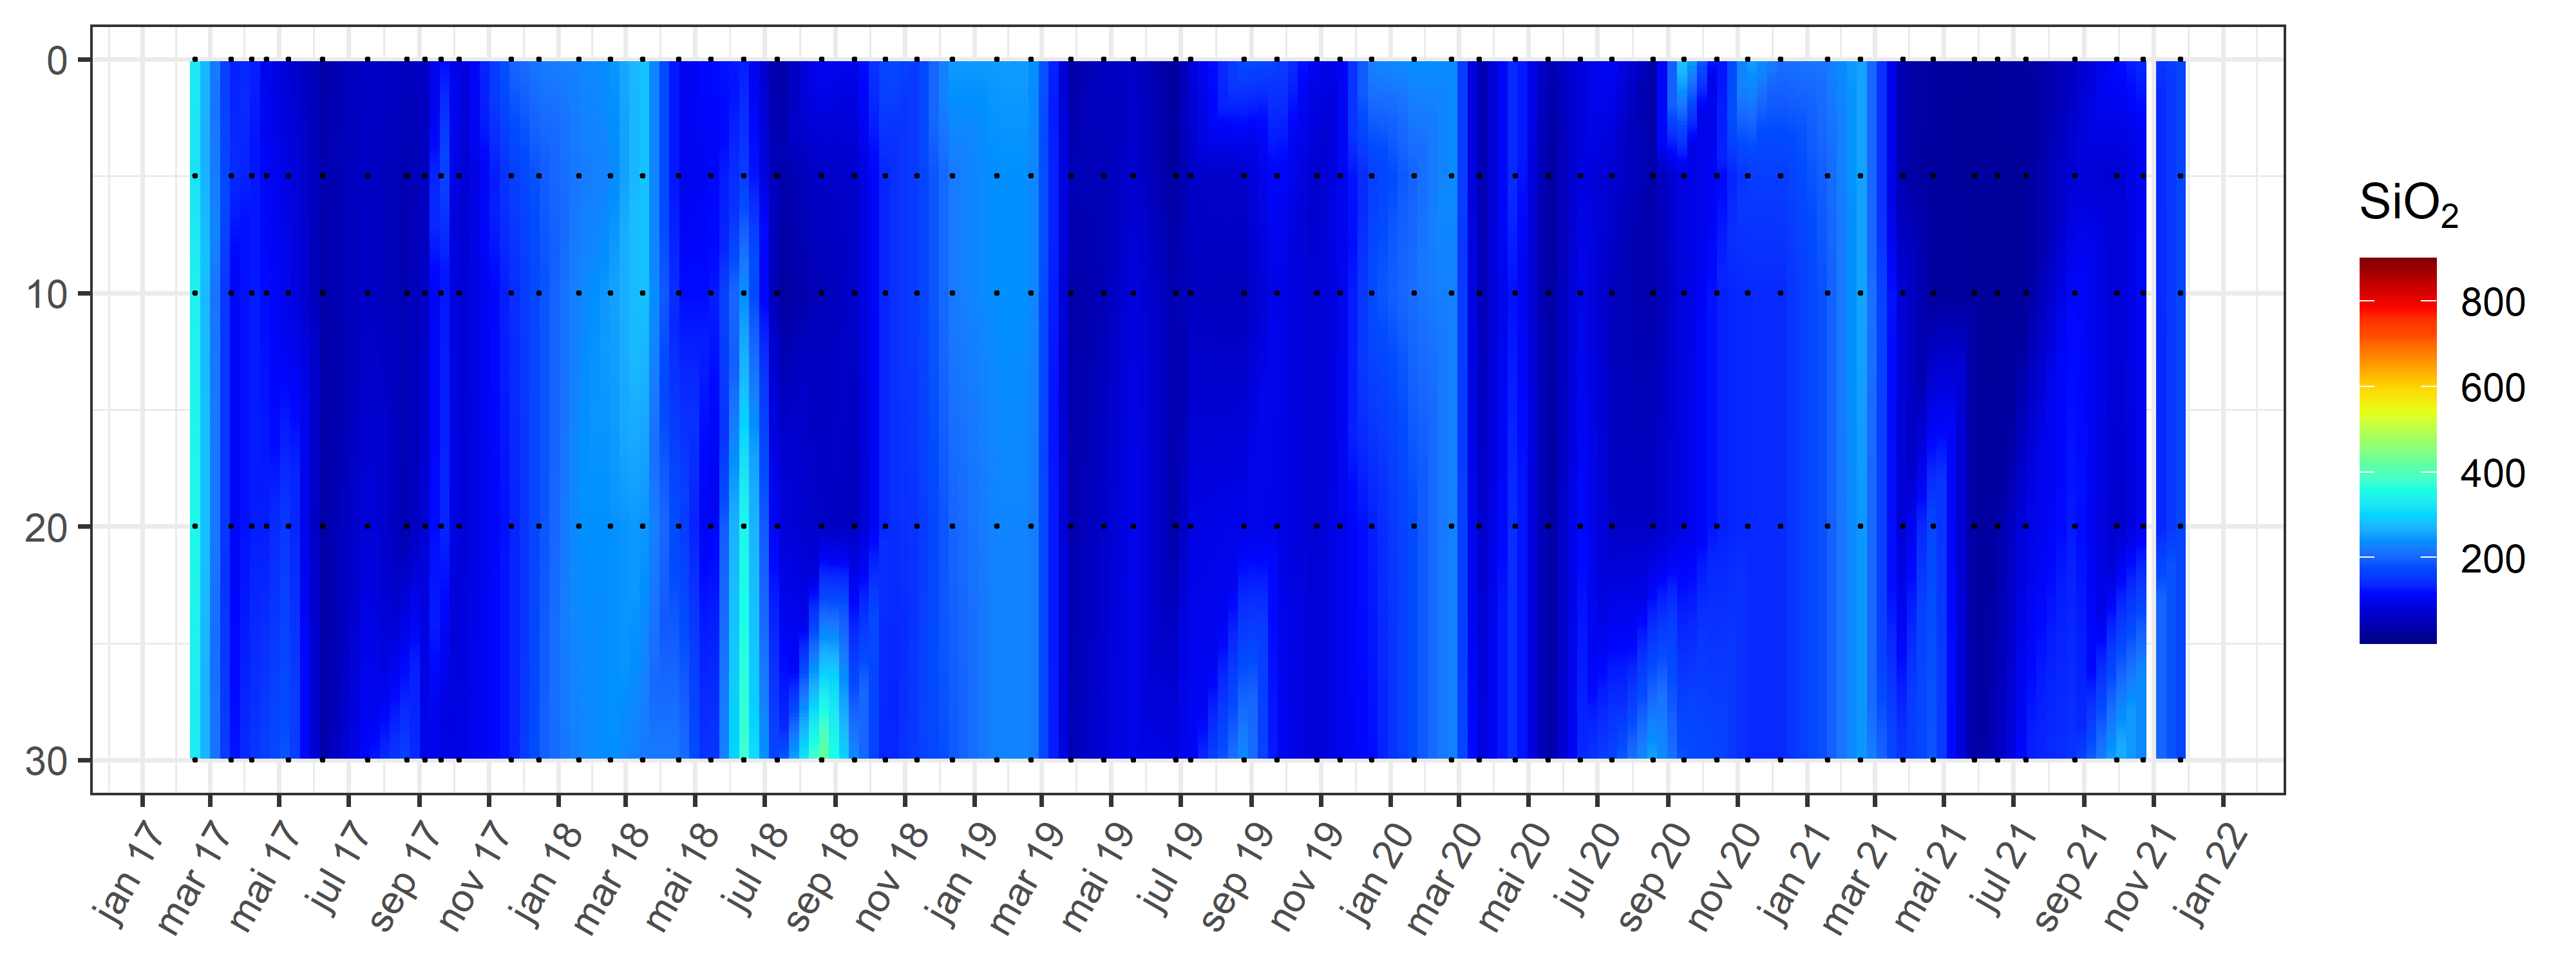 0
10
20
30
jan 17
mar 17
mai 17
jul 17
sep 17
nov 17
jan 18
mar 18
mai 18
jul 18
sep 18
nov 18
jan 19
mar 19
mai 19
jul 19
sep 19
nov 19
jan 20
mar 20
mai 20
jul 20
sep 20
nov 20
jan 21
mar 21
mai 21
jul 21
sep 21
nov 21
jan 22
SiO₂
800
600
400
200